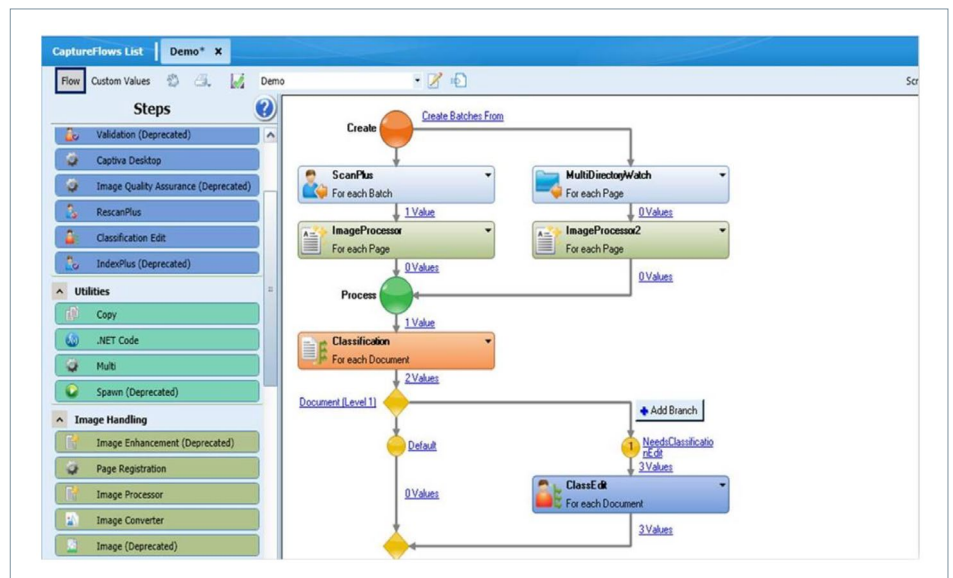 CaptureFlows List
Demo* x
Flow
Custom Values
Demo
Scr
Steps
Validation (Deprecated)
Captiva Desktop
Image Quality Assurance (Deprecated)
RescanPlus
Classification Edit
IndexPlus (Deprecated)
Utilities
Copy
.NET Code
Multi
Spawn (Deprecated)
Image Handling
Image Enhancement (Deprecated)
Page Registration
Image Processor
Image Converter
Image (Deprecated)
Create
Create Batches From
ScanPlus
For each Batch
MultiDirectoryWatch
For each Page
1 Value
0 Values
ImageProcessor
For each Page
ImageProcessor2
For each Page
0 Values
0 Values
Process
1 Value
Classification
For each Document
2 Values
Document (Level 1)
Add Branch
Default
1
NeedsClassificatio
nEdit
3 Values
0 Values
ClassEdit
For each Document
3 Values